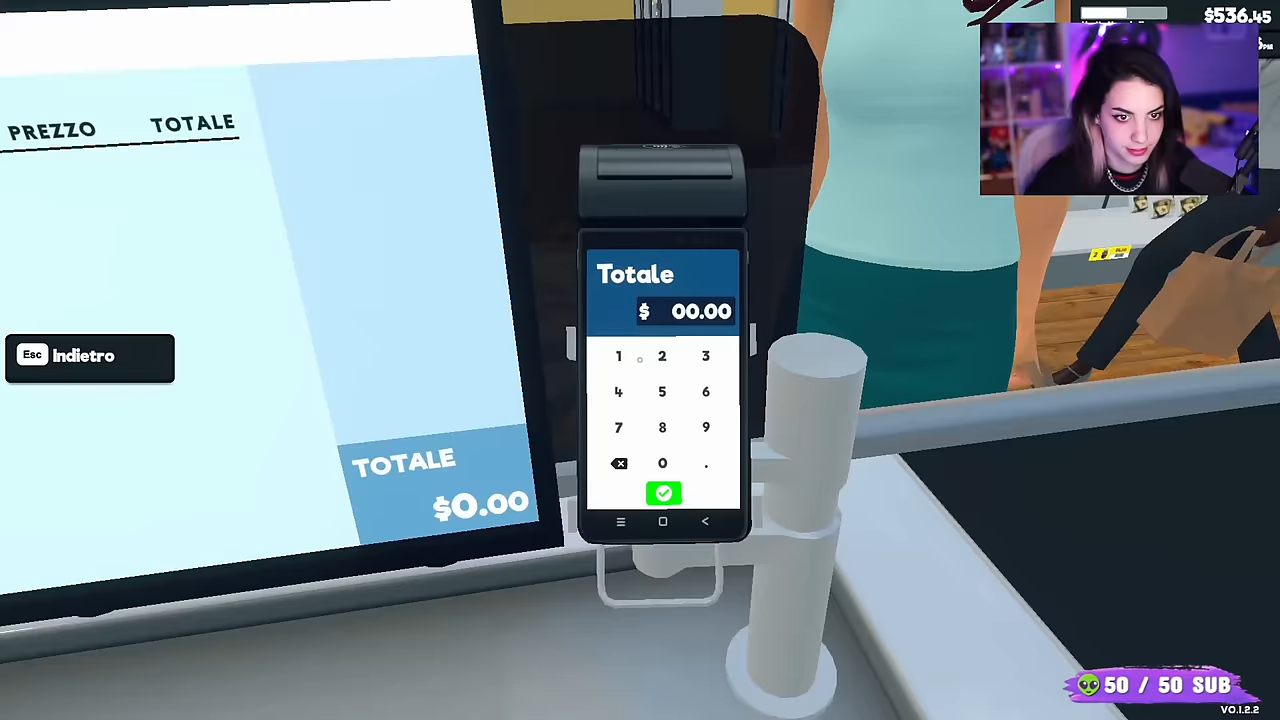 $536.45
PM
PREZZO TOTALE
Totale
$ 00.00
1 2 3
4 5 6
7 8 9
0 .
Esc Indietro
TOTALE
$0.00
50 / 50 SUB
V0.1.2.2